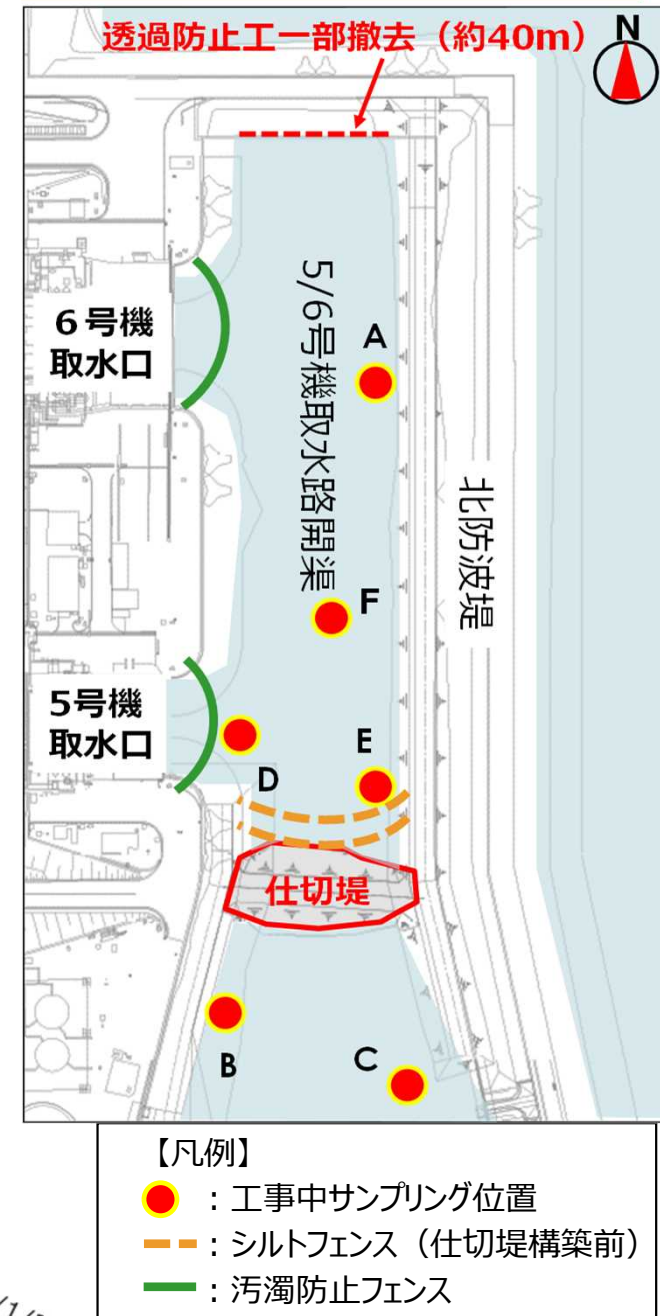 透過防止工一部撤去（約40m）
N
6号機
取水口
A
5/6号機取水路開渠
北防波堤
F
5号機
取水口
E
D
仕切堤
B
C
【凡例】
：工事中サンプリング位置
：シルトフェンス（仕切堤構築前）
：汚濁防止フェンス